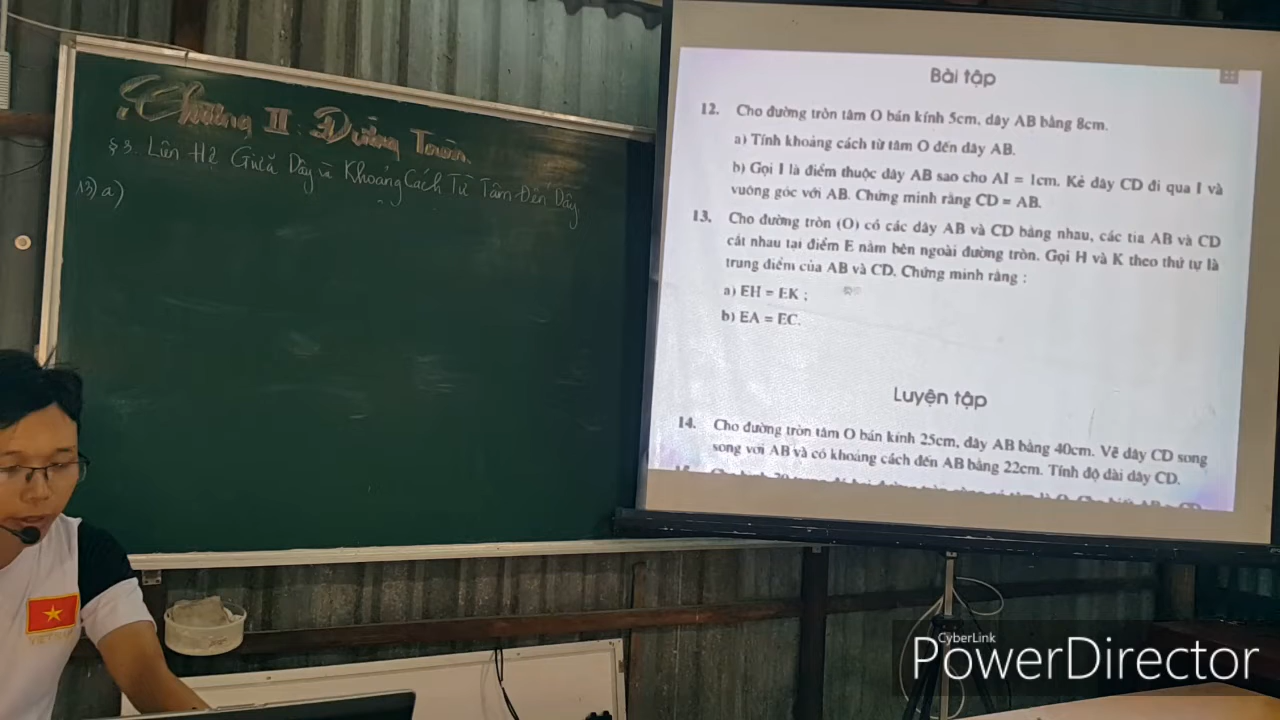 Chương II: Đường Tròn.
§3. Liên Hệ Giữa Dây và Khoảng Cách Từ Tâm Đến Dây
13) a)
Bài tập
12. Cho đường tròn tâm O bán kính 5cm, dây AB bằng 8cm.
a) Tính khoảng cách từ tâm O đến dây AB.
b) Gọi I là điểm thuộc dây AB sao cho AI = 1cm. Kẻ dây CD đi qua I và
vuông góc với AB. Chứng minh rằng CD = AB.
13. Cho đường tròn (O) có các dây AB và CD bằng nhau, các tia AB và CD
cắt nhau tại điểm E nằm bên ngoài đường tròn. Gọi H và K theo thứ tự là
trung điểm của AB và CD. Chứng minh rằng :
a) EH = EK ;
b) EA = EC.
Luyện tập
14. Cho đường tròn tâm O bán kính 25cm, dây AB bằng 40cm. Vẽ dây CD song
song với AB và có khoảng cách đến AB bằng 22cm. Tính độ dài dây CD.
CyberLink
PowerDirector